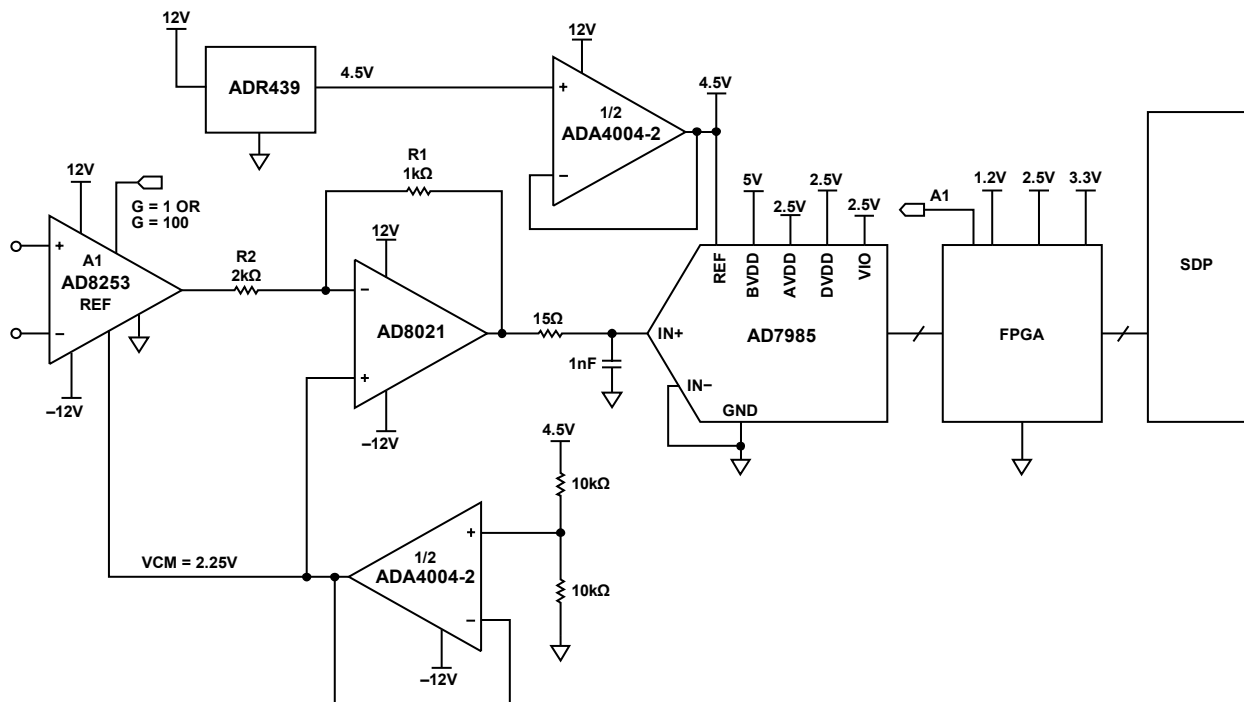 12V
ADR439
4.5V
12V
+
1/2
ADA4004-2
−
4.5V
12V
G = 1 OR
G = 100
+
A1
AD8253
REF
−
–12V
R1
1kΩ
R2
2kΩ
12V
−
AD8021
+
–12V
15Ω
1nF
5V
2.5V
2.5V
2.5V
REF
BVDD
AVDD
DVDD
VIO
IN+
AD7985
IN−
GND
A1
1.2V
2.5V
3.3V
FPGA
SDP
4.5V
10kΩ
10kΩ
VCM = 2.25V
+
1/2
ADA4004-2
−
–12V